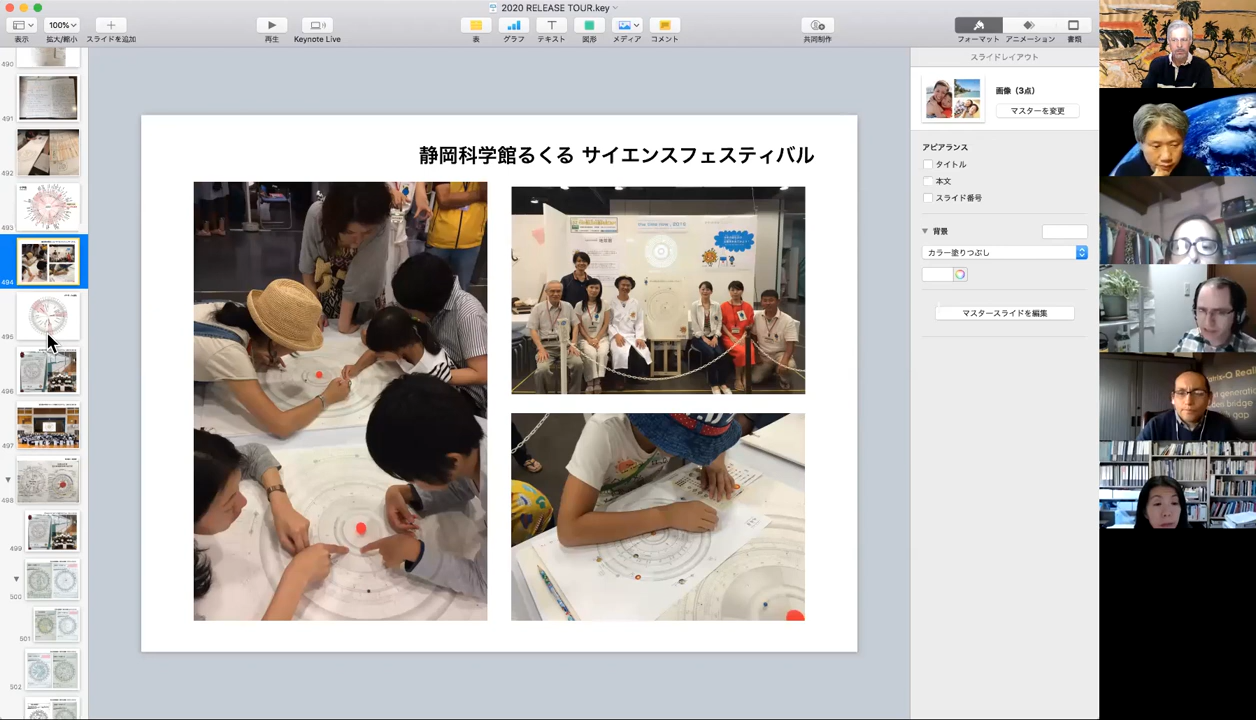 2020 RELEASE TOUR.key
100%
表示
拡大/縮小
スライドを追加
再生
Keynote Live
表
グラフ
テキスト
図形
メディア
コメント
共同制作
フォーマット
アニメーション
書類
490
491
492
493
494
495
496
497
498
499
500
501
502
静岡科学館るくる サイエンスフェスティバル
スライドレイアウト
画像（3点）
マスターを変更
アピアランス
タイトル
本文
スライド番号
背景
カラー塗りつぶし
マスタースライドを編集